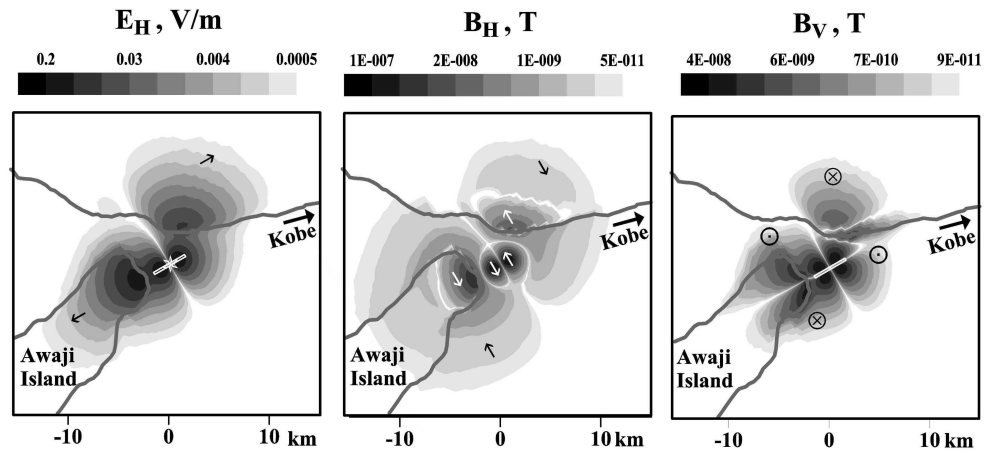 E_H , V/m
0.2 0.03 0.004 0.0005
Kobe
Awaji
Island
-10 0 10 km
B_H , T
1E-007 2E-008 1E-009 5E-011
Kobe
Awaji
Island
-10 0 10 km
B_V , T
4E-008 6E-009 7E-010 9E-011
Kobe
Awaji
Island
-10 0 10 km